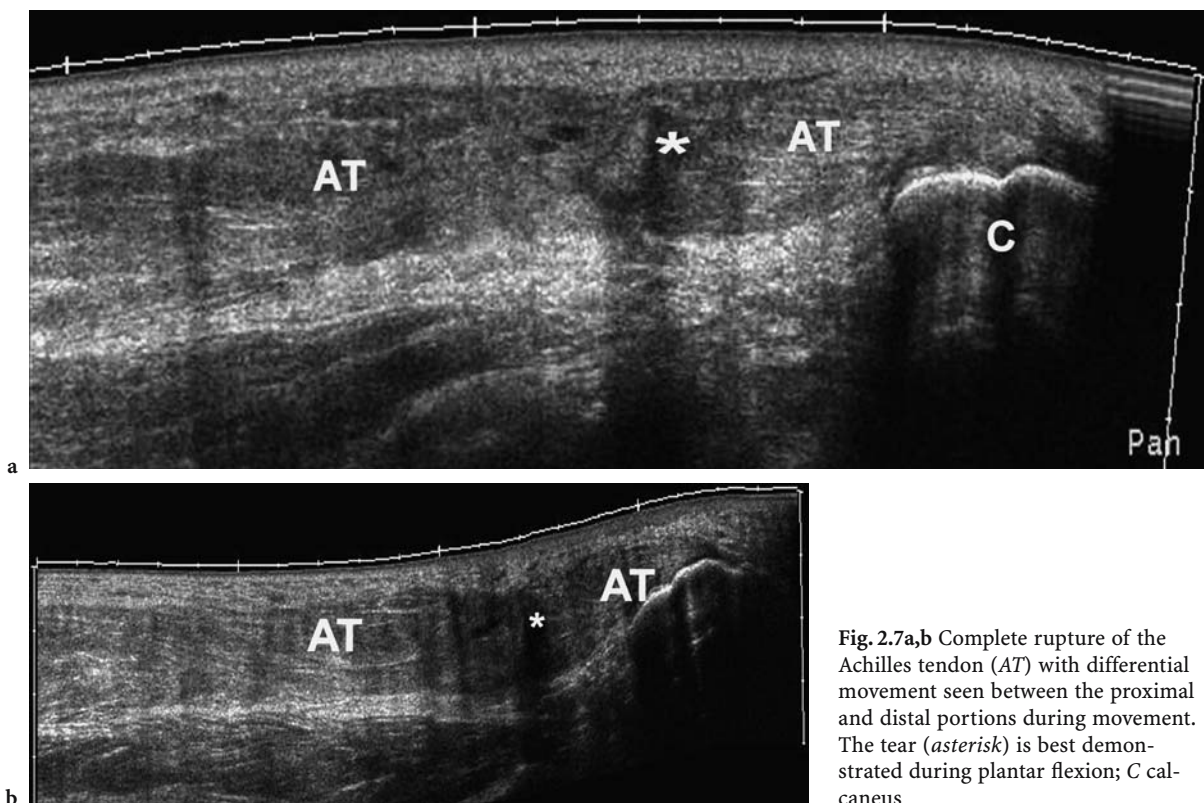 AT
*
AT
C
Pan
a
AT
*
AT
b
Fig. 2.7a,b Complete rupture of the
Achilles tendon (AT) with differential
movement seen between the proximal
and distal portions during movement.
The tear (asterisk) is best demon-
strated during plantar flexion; C cal-
caneus